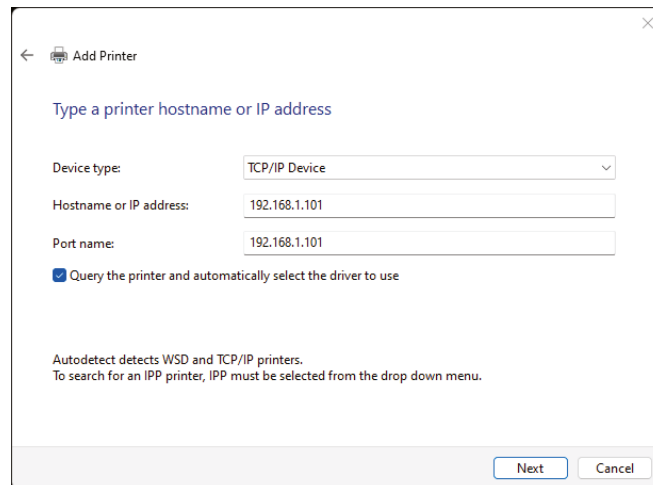 Add Printer
Type a printer hostname or IP address
Device type: TCP/IP Device
Hostname or IP address: 192.168.1.101
Port name: 192.168.1.101
Query the printer and automatically select the driver to use
Autodetect detects WSD and TCP/IP printers.
To search for an IPP printer, IPP must be selected from the drop down menu.
Next Cancel